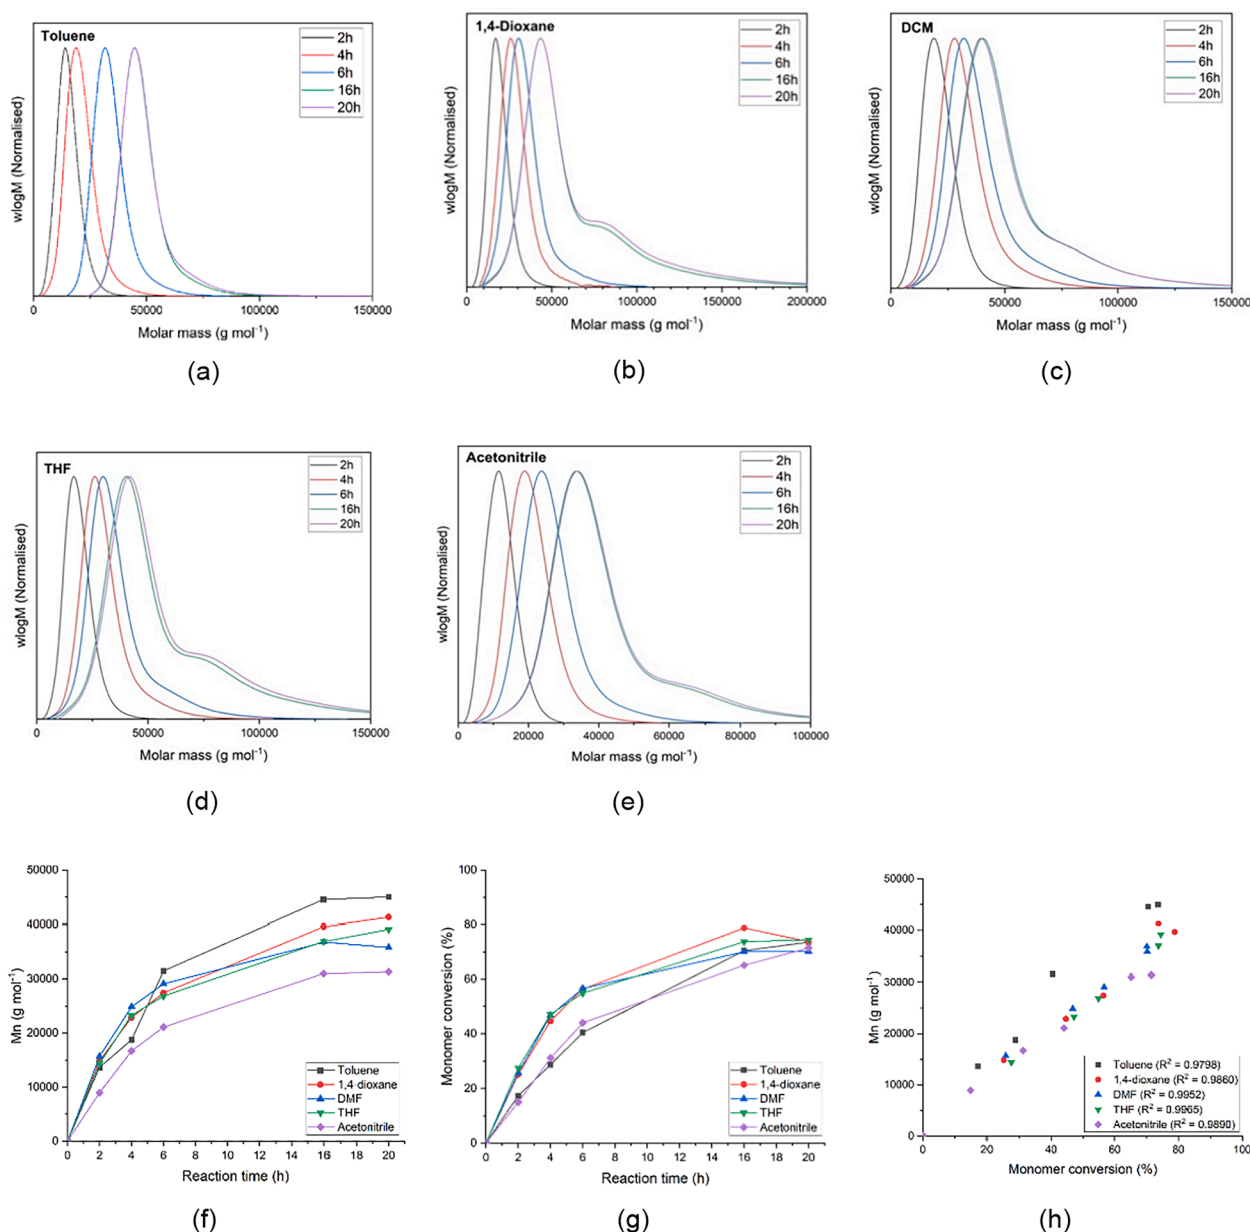 Toluene
2h
4h
6h
16h
20h
wlogM (Normalised)
0 50000 100000 150000
Molar mass (g mol⁻¹)
(a)
1,4-Dioxane
2h
4h
6h
16h
20h
wlogM (Normalised)
0 50000 100000 150000 200000
Molar mass (g mol⁻¹)
(b)
DCM
2h
4h
6h
16h
20h
wlogM (Normalised)
0 50000 100000 150000
Molar mass (g mol⁻¹)
(c)
THF
2h
4h
6h
16h
20h
wlogM (Normalised)
0 50000 100000 150000
Molar mass (g mol⁻¹)
(d)
Acetonitrile
2h
4h
6h
16h
20h
wlogM (Normalised)
0 20000 40000 60000 80000 100000
Molar mass (g mol⁻¹)
(e)
50000
40000
30000
20000
10000
0
Mn (g mol⁻¹)
Toluene
1,4 dioxane
DMF
THF
Acetonitrile
0 2 4 6 8 10 12 14 16 18 20
Reaction time (h)
(f)
100
80
60
40
20
0
Monomer conversion (%)
Toluene
1,4-dioxane
DMF
THF
Acetonitrile
0 2 4 6 8 10 12 14 16 18 20
Reaction time (h)
(g)
50000
40000
30000
20000
10000
0
Mn (g mol⁻¹)
Toluene (R² = 0.9798)
1,4-dioxane (R² = 0.9860)
DMF (R² = 0.9952)
THF (R² = 0.9965)
Acetonitrile (R² = 0.9890)
0 20 40 60 80 100
Monomer conversion (%)
(h)